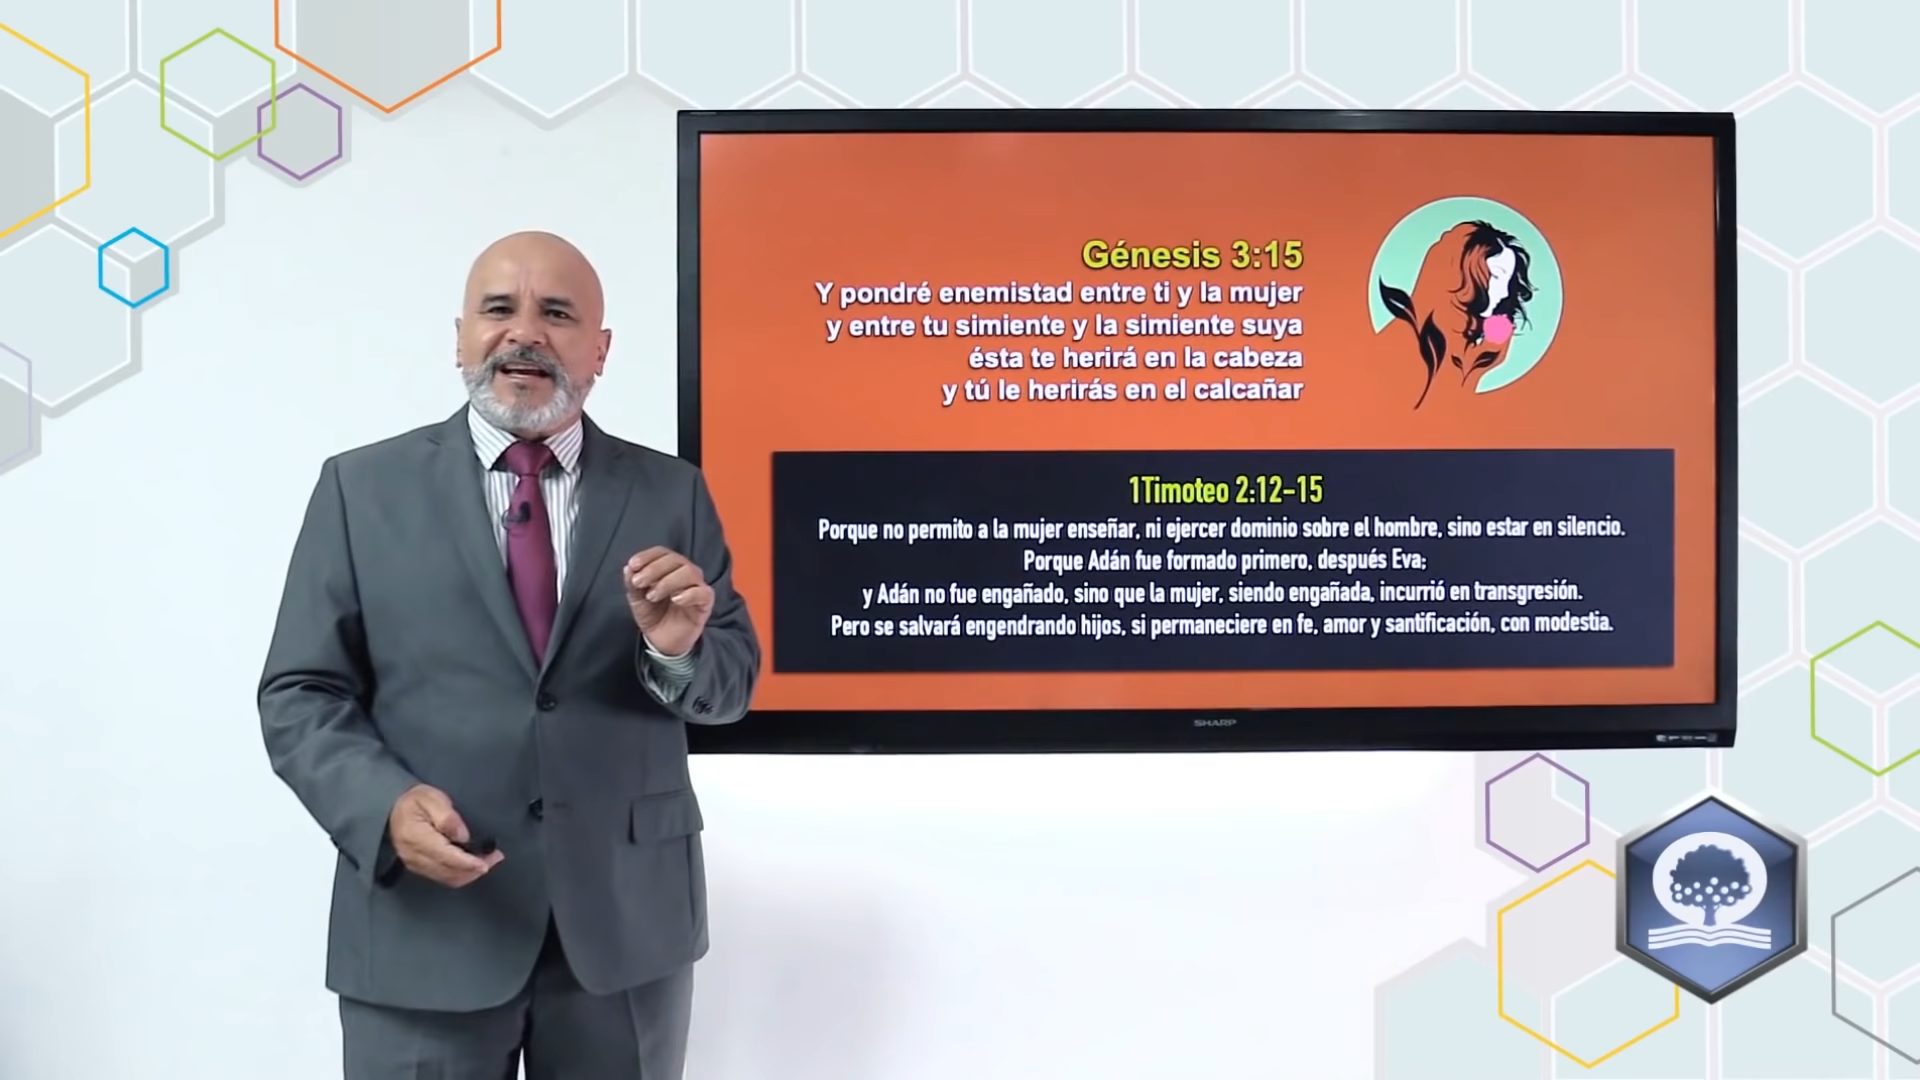 Génesis 3:15
Y pondré enemistad entre ti y la mujer
y entre tu simiente y la simiente suya
ésta te herirá en la cabeza
y tú le herirás en el calcañar
1Timoteo 2:12-15
Porque no permito a la mujer enseñar, ni ejercer dominio sobre el hombre, sino estar en silencio.
Porque Adán fue formado primero, después Eva;
y Adán no fue engañado, sino que la mujer, siendo engañada, incurrió en transgresión.
Pero se salvará engendrando hijos, si permaneciere en fe, amor y santificación, con modestia.
SHARP